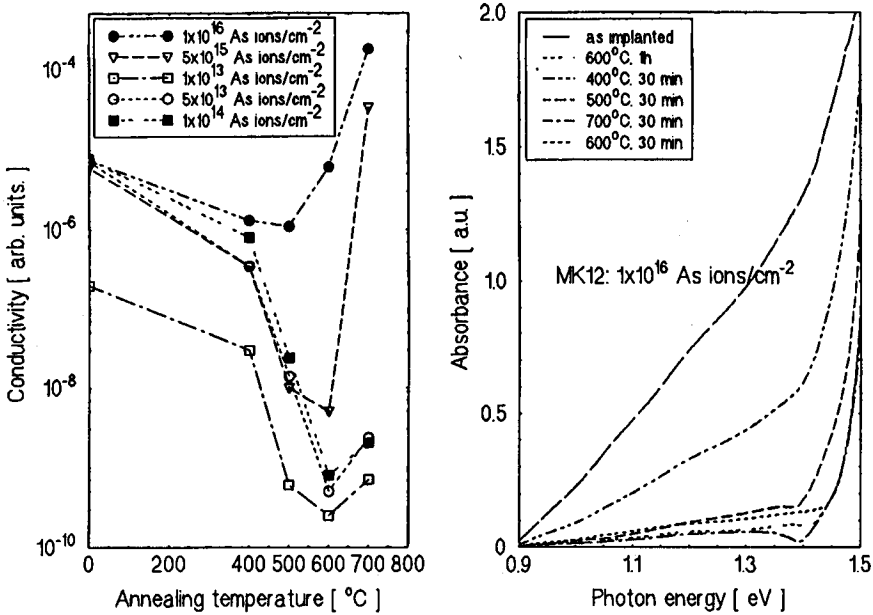 1x10^16 As ions/cm^-2
5x10^15 As ions/cm^-2
1x10^13 As ions/cm^-2
5x10^13 As ions/cm^-2
1x10^14 As ions/cm^-2
10^-4
10^-6
10^-8
10^-10
Conductivity [ arb. units. ]
0 400 500 600 700 800
Annealing temperature [ °C]
as implanted
600°C. 1h
400°C. 30 min
500°C. 30 min
700°C. 30 min
600°C. 30 min
2.0
1.5
1.0
0.5
0
Absorbance [ a.u. ]
MK12: 1x10^16 As ions/cm^-2
0.9 1.1 1.3 1.5
Photon energy [ eV]